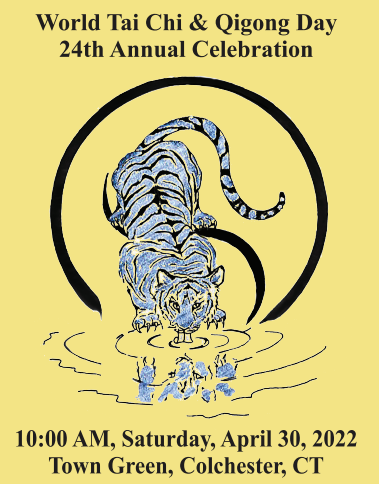 World Tai Chi & Qigong Day
24th Annual Celebration
10:00 AM, Saturday, April 30, 2022
Town Green, Colchester, CT